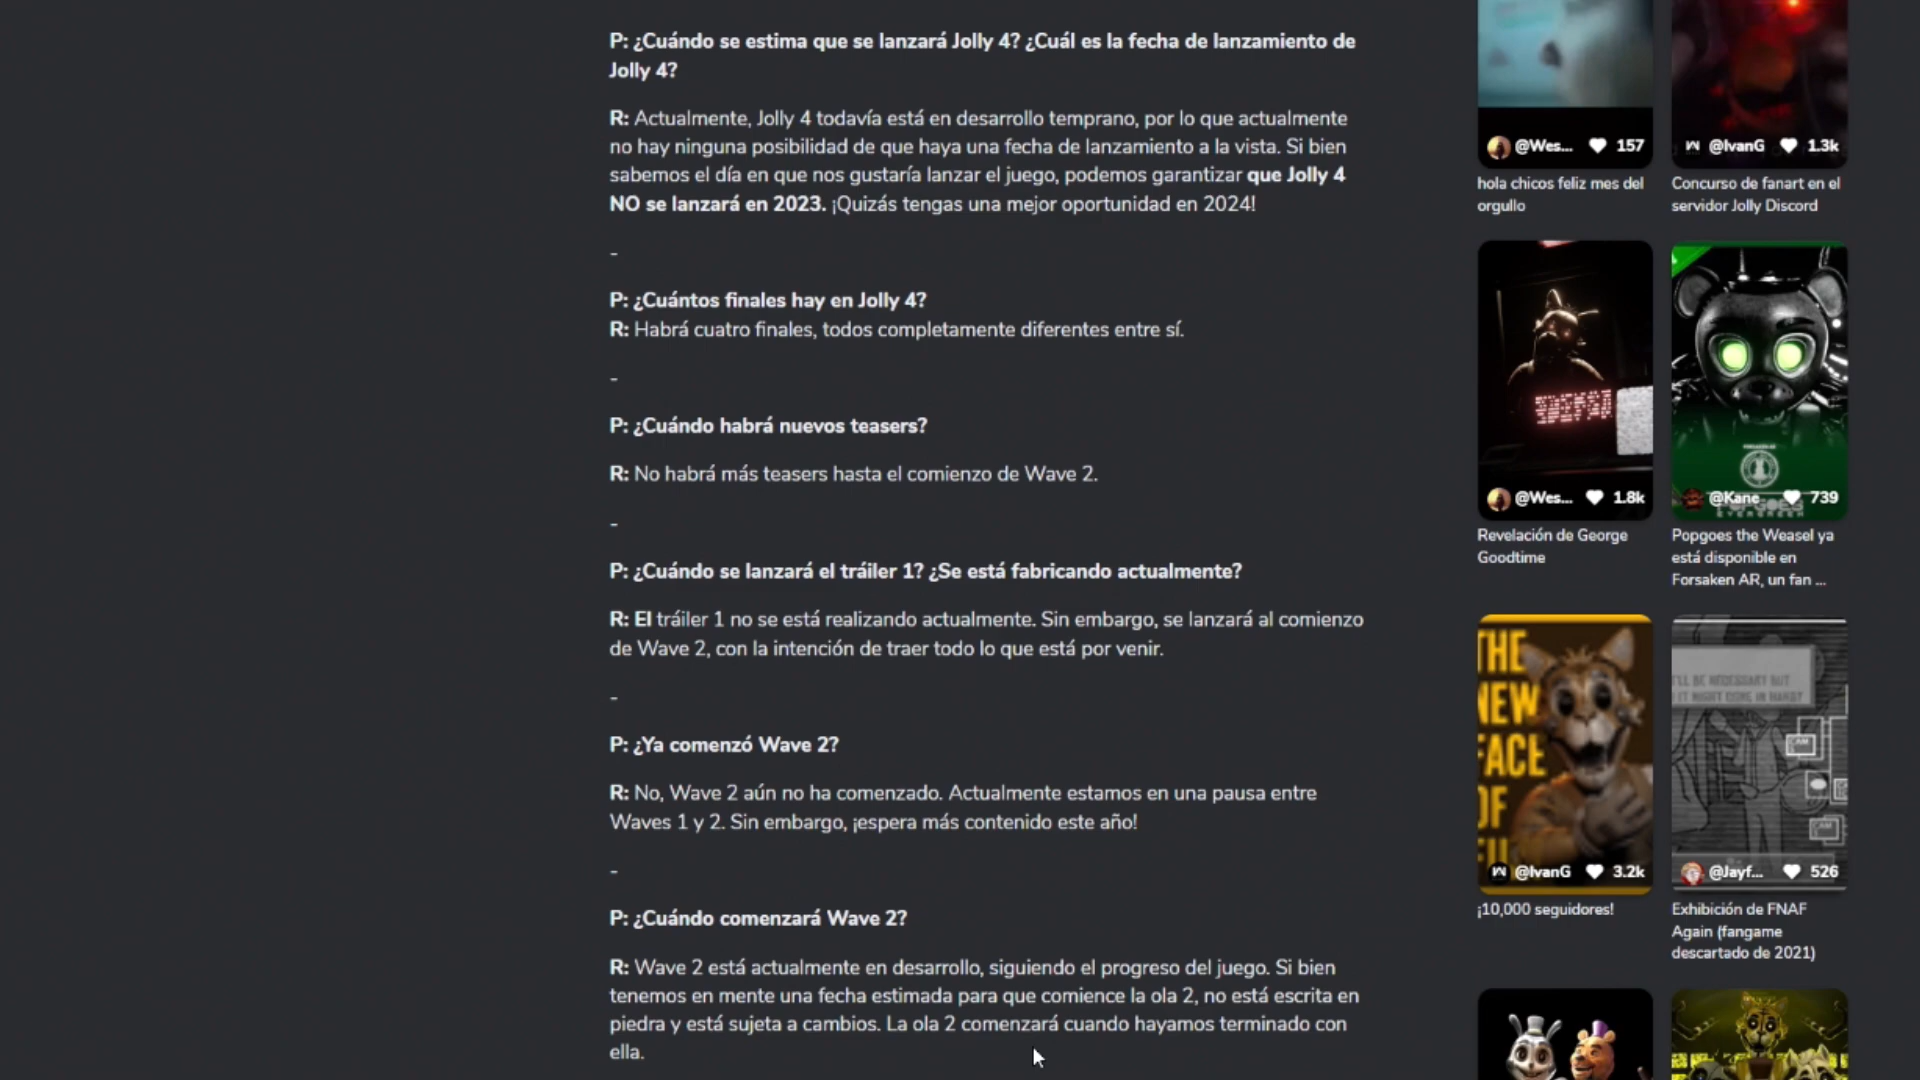 P: ¿Cuándo se estima que se lanzará Jolly 4? ¿Cuál es la fecha de lanzamiento de
Jolly 4?
R: Actualmente, Jolly 4 todavía está en desarrollo temprano, por lo que actualmente
no hay ninguna posibilidad de que haya una fecha de lanzamiento a la vista. Si bien
sabemos el día en que nos gustaría lanzar el juego, podemos garantizar que Jolly 4
NO se lanzará en 2023. ¡Quizás tengas una mejor oportunidad en 2024!
-
P: ¿Cuántos finales hay en Jolly 4?
R: Habrá cuatro finales, todos completamente diferentes entre sí.
-
P: ¿Cuándo habrá nuevos teasers?
R: No habrá más teasers hasta el comienzo de Wave 2.
-
P: ¿Cuándo se lanzará el tráiler 1? ¿Se está fabricando actualmente?
R: El tráiler 1 no se está realizando actualmente. Sin embargo, se lanzará al comienzo
de Wave 2, con la intención de traer todo lo que está por venir.
-
P: ¿Ya comenzó Wave 2?
R: No, Wave 2 aún no ha comenzado. Actualmente estamos en una pausa entre
Waves 1 y 2. Sin embargo, ¡espera más contenido este año!
-
P: ¿Cuándo comenzará Wave 2?
R: Wave 2 está actualmente en desarrollo, siguiendo el progreso del juego. Si bien
tenemos en mente una fecha estimada para que comience la ola 2, no está escrita en
piedra y está sujeta a cambios. La ola 2 comenzará cuando hayamos terminado con
ella.
@Wes... 157
hola chicos feliz mes del
orgullo
@IvanG 1.3k
Concurso de fanart en el
servidor Jolly Discord
@Wes... 1.8k
Revelación de George
Goodtime
@Kane 739
Popgoes the Weasel ya
está disponible en
Forsaken AR, un fan ...
THE
NEW
FACE
OF
@IvanG 3.2k
¡10,000 seguidores!
CAM
CAM
@Jayf... 526
Exhibición de FNAF
Again (fangame
descartado de 2021)